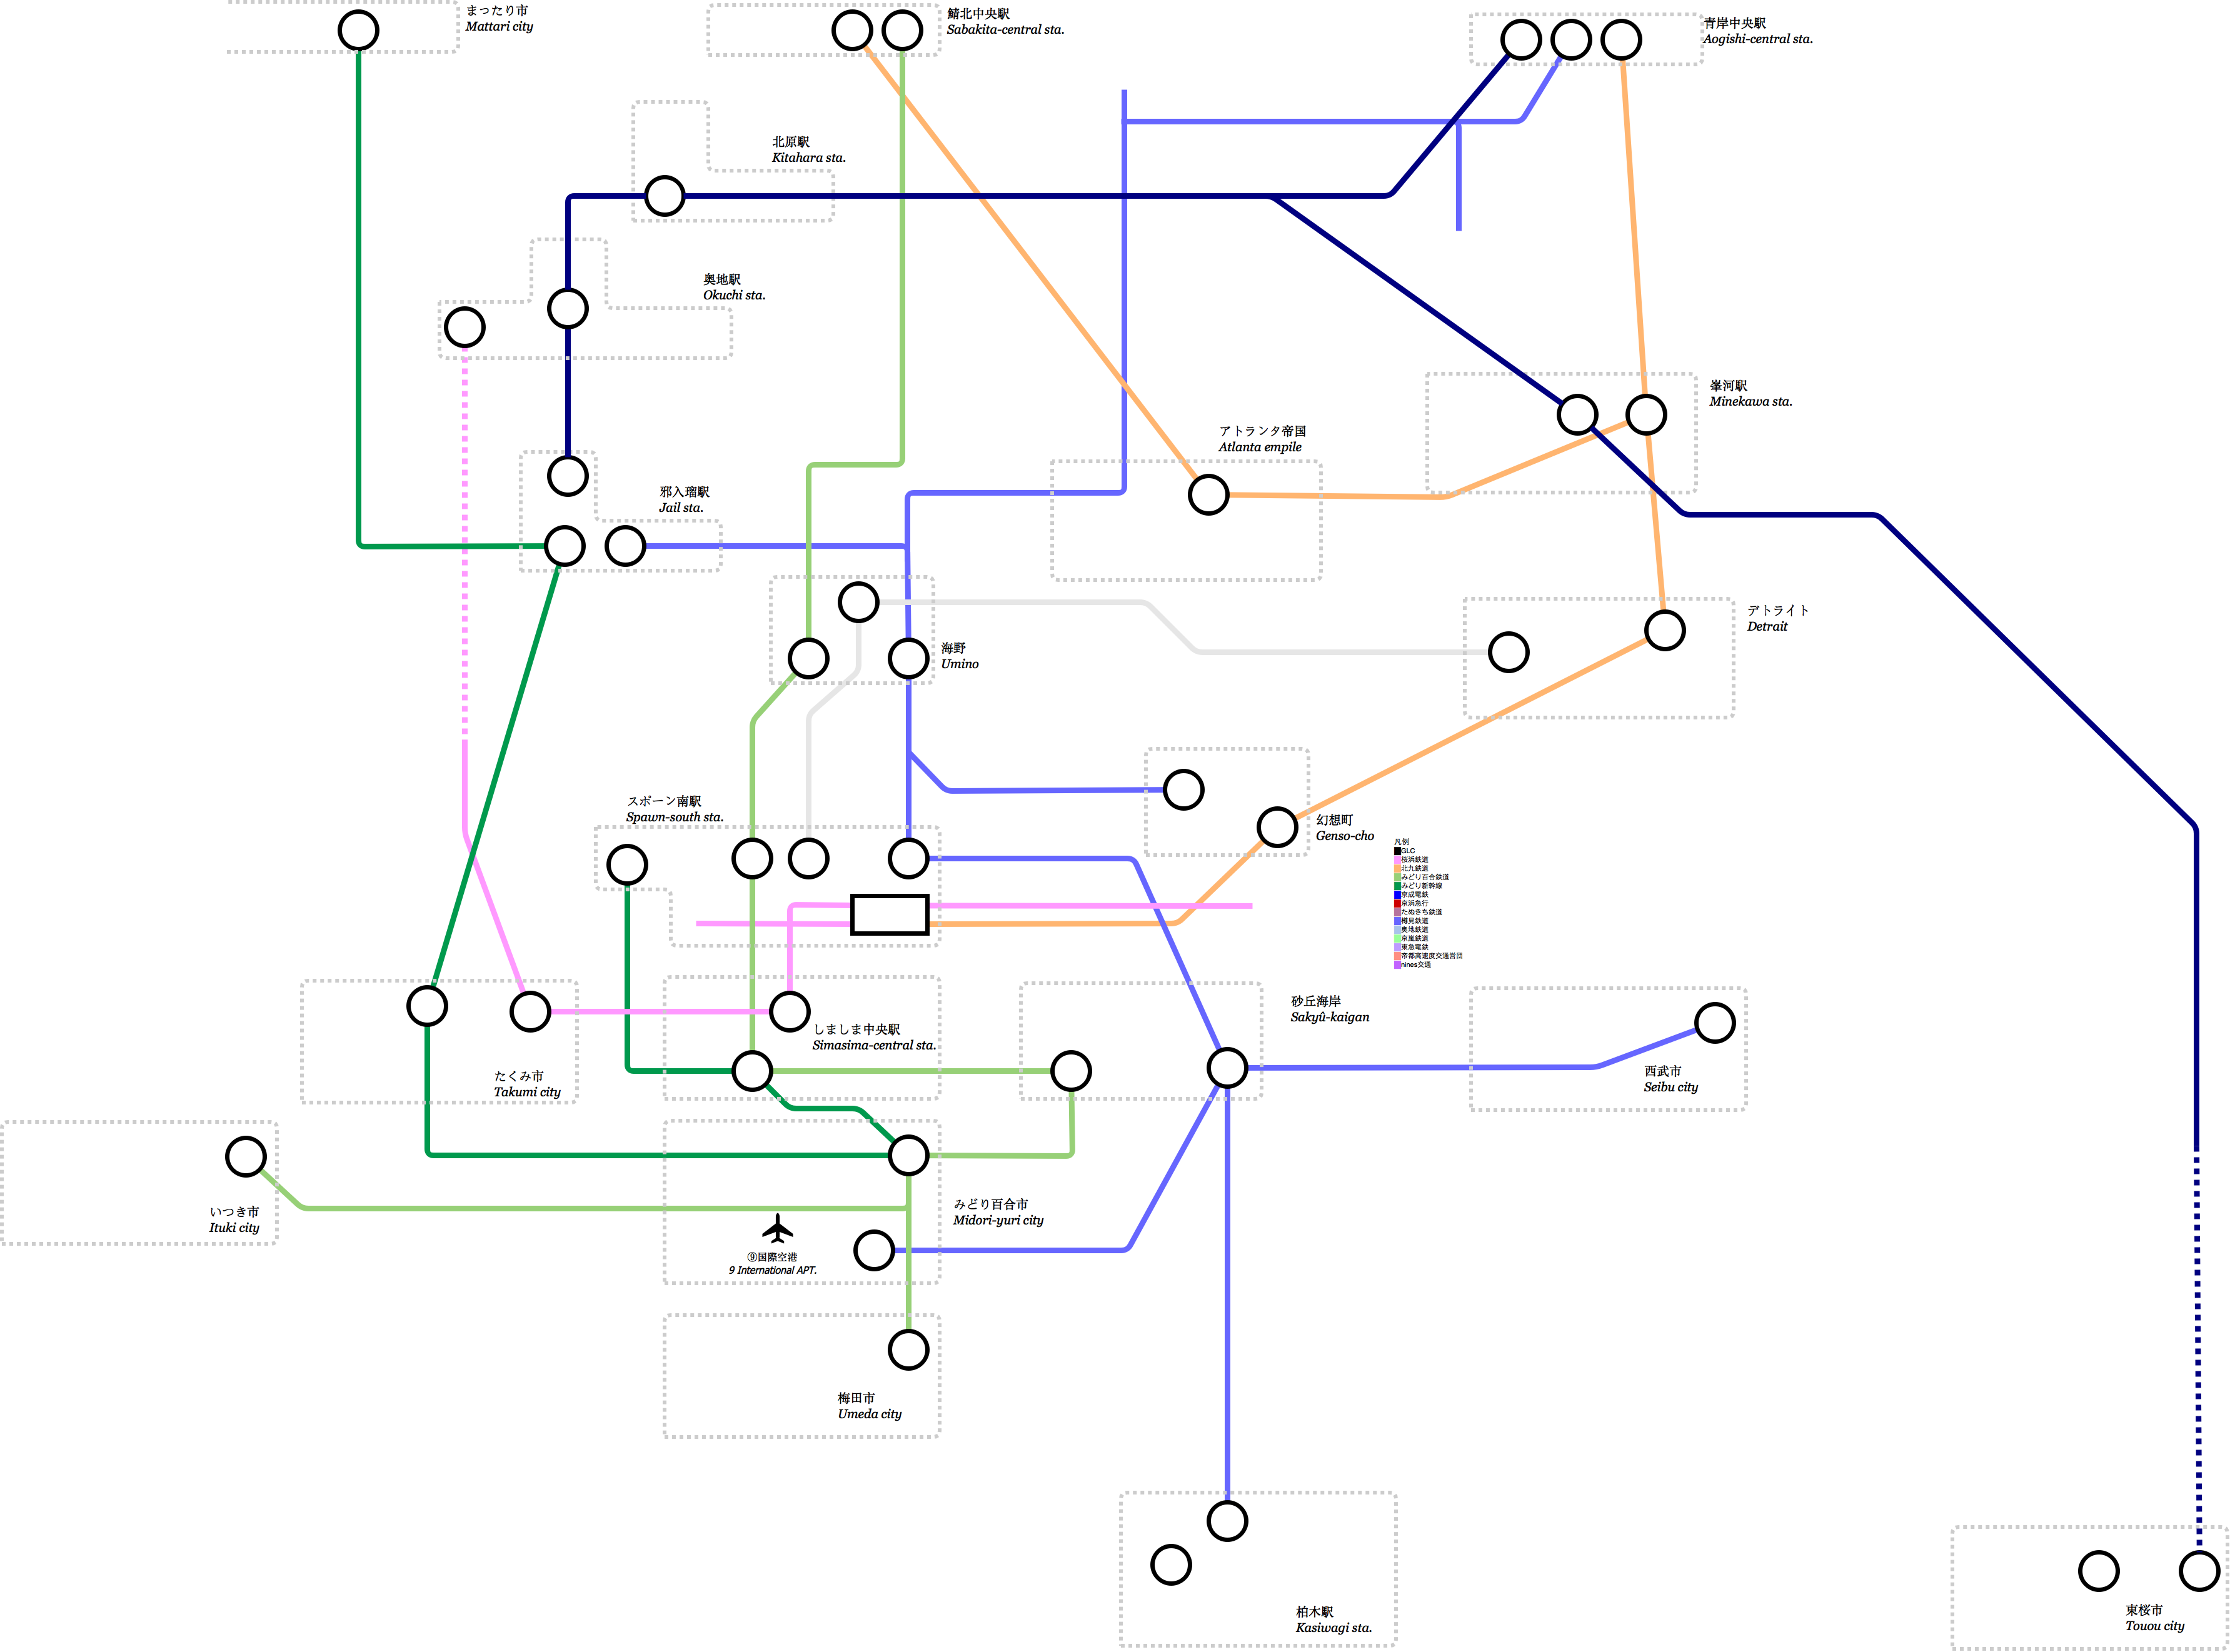 まったり市
Mattari city
鯖北中央駅
Sabakita-central sta.
青岸中央駅
Aogishi-central sta.
北原駅
Kitahara sta.
奥地駅
Okuchi sta.
峯河駅
Minekawa sta.
アトランタ帝国
Atlanta empile
邪入瑠駅
Jail sta.
デトライト
Detrait
海野
Umino
スポーン南駅
Spawn-south sta.
幻想町
Genso-cho
凡例
GLC
桜浜鉄道
北九鉄道
みどり百合鉄道
みどり新幹線
京成電鉄
京浜急行
たぬきち鉄道
樽見鉄道
奥地鉄道
京嵐鉄道
東急電鉄
帝都高速度交通営団
nines交通
砂丘海岸
Sakyû-kaigan
しましま中央駅
Simasima-central sta.
西武市
Seibu city
たくみ市
Takumi city
いつき市
Ituki city
みどり百合市
Midori-yuri city
⑨国際空港
9 International APT.
梅田市
Umeda city
柏木駅
Kasiwagi sta.
東桜市
Touou city